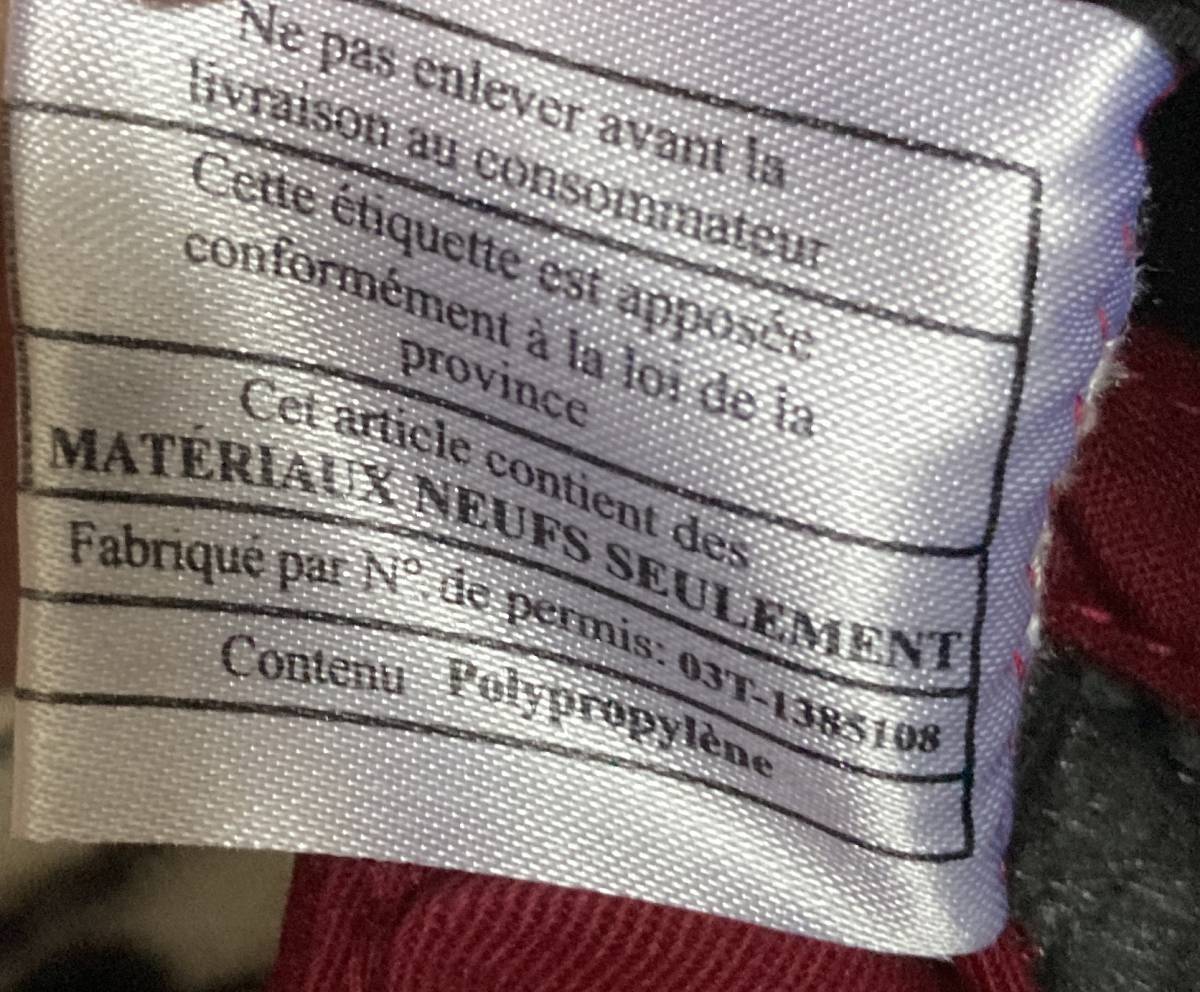 Ne pas enlever avant la
livraison au consommateur
Cette étiquette est apposée
conformément à la loi de la
province
Cet article contient des
MATÉRIAUX NEUFS SEULEMENT
Fabriqué par N°. de permis: 03T-1385108
Contenu Polypropylène